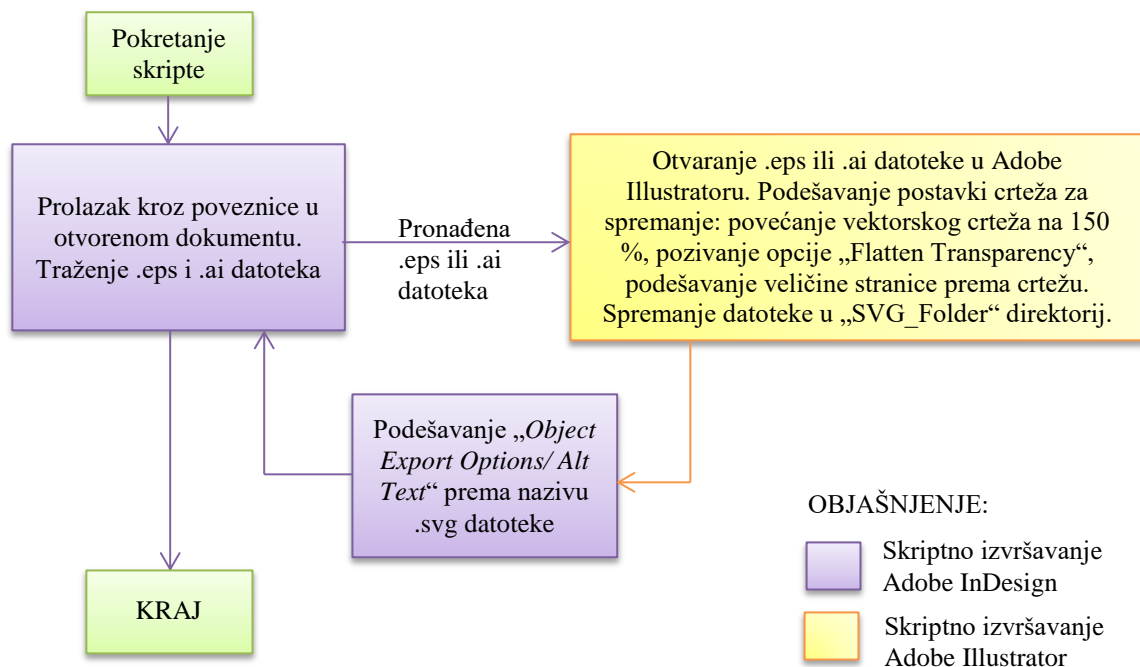 Pokretanje
skripte
Prolazak kroz poveznice u
otvorenom dokumentu.
Traženje .eps i .ai datoteka
Pronađena
.eps ili .ai
datoteka
Otvaranje .eps ili .ai datoteke u Adobe
Illustratoru. Podešavanje postavki crteža za
spremanje: povećanje vektorskog crteža na 150
%, pozivanje opcije „Flatten Transparency“,
podešavanje veličine stranice prema crtežu.
Spremanje datoteke u „SVG_Folder“ direktorij.
Podešavanje „Object
Export Options/ Alt
Text“ prema nazivu
.svg datoteke
KRAJ
OBJAŠNJENJE:
Skriptno izvršavanje
Adobe InDesign
Skriptno izvršavanje
Adobe Illustrator